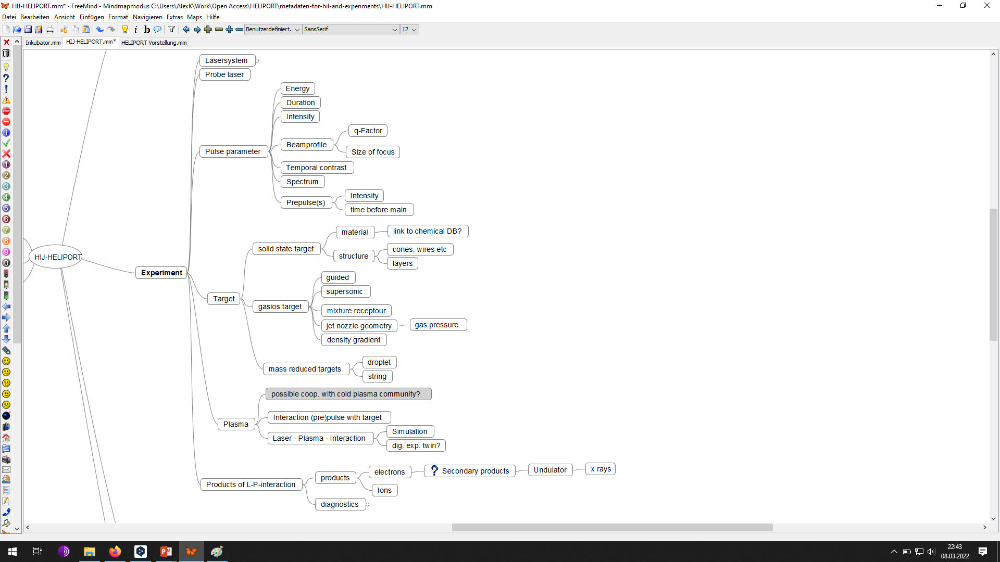 HIJ-HELIPORT.mm* - FreeMind - Mindmapmodus C:\Users\AlexK\Work\Open Access\HELIPORT\metadaten-for-hil-and-experiments\HIJ-HELIPORT.mm
Datei Bearbeiten Ansicht Einfügen Format Navigieren Extras Maps Hilfe
Benutzerdefiniert. SansSerif 12
Inkubator.mm HIJ-HELIPORT.mm* HELIPORT Vorstellung.mm
Lasersystem
Probe laser
Energy
Duration
Intensity
q-Factor
Beamprofile
Pulse parameter
Size of focus
Temporal contrast
Spectrum
Intensity
Prepulse(s)
time before main
material
link to chemical DB?
solid state target
cones, wires etc
structure
layers
HIJ-HELIPORT
Experiment
guided
supersonic
Target
gasios target
mixture receptour
jet nozzle geometry
gas pressure
density gradient
droplet
mass reduced targets
string
possible coop. with cold plasma community?
Interaction (pre)pulse with target
Plasma
Simulation
Laser - Plasma - Interaction
dig. exp. twin?
electrons
Secondary products
Undulator
x rays
products
Products of L-P-interaction
Ions
diagnostics
STOP
22:43
08.03.2022